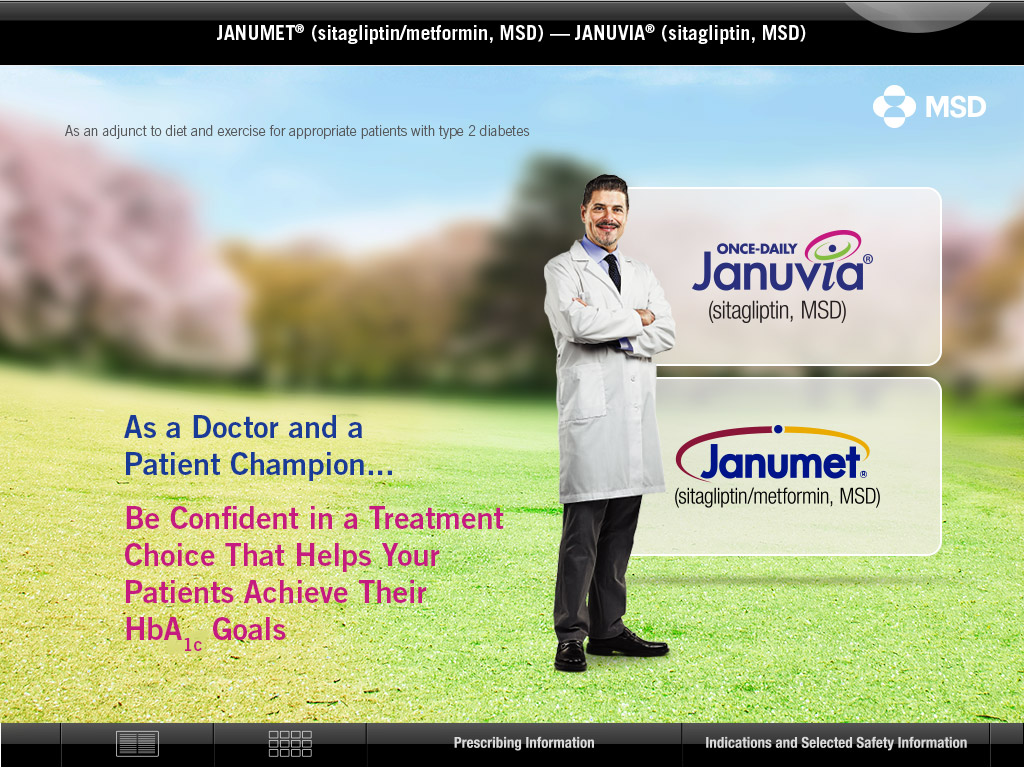 JANUMET® (sitagliptin/metformin, MSD) — JANUVIA® (sitagliptin, MSD)
MSD
As an adjunct to diet and exercise for appropriate patients with type 2 diabetes
ONCE-DAILY
Januvia®
(sitagliptin, MSD)
Janumet®
(sitagliptin/metformin, MSD)
As a Doctor and a
Patient Champion...
Be Confident in a Treatment
Choice That Helps Your
Patients Achieve Their
HbA1c Goals
Prescribing Information
Indications and Selected Safety Information